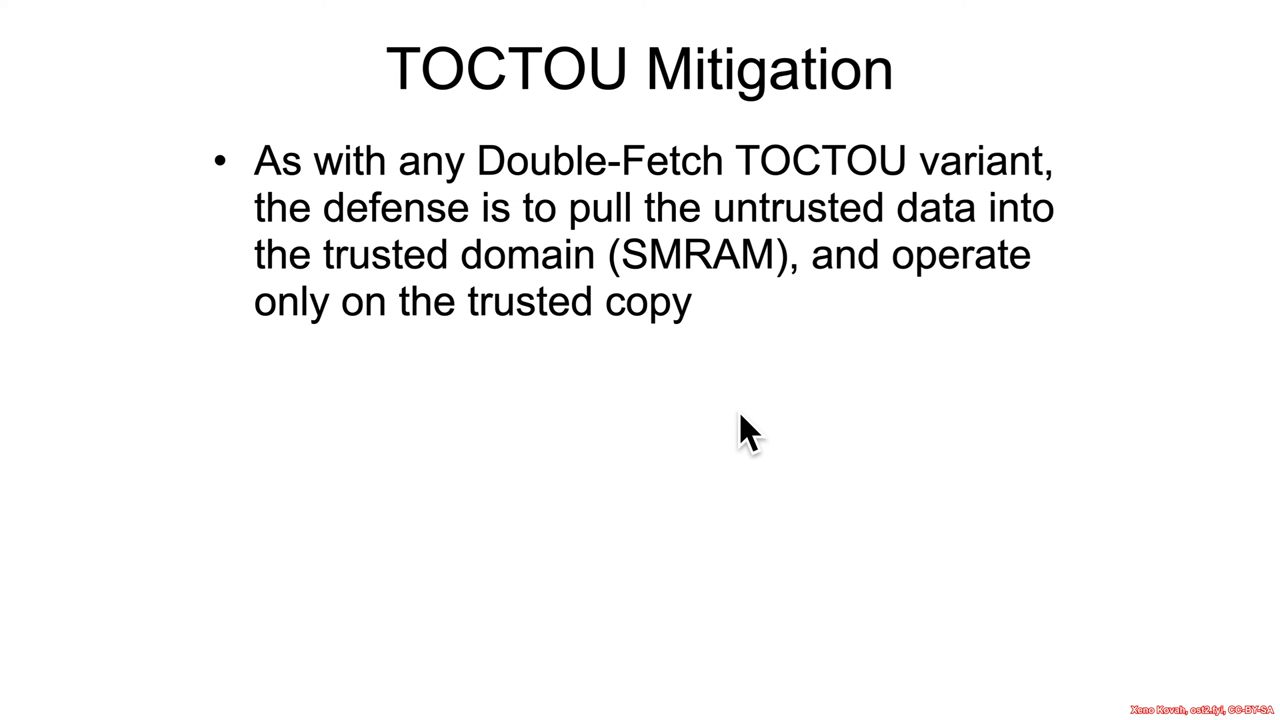 TOCTOU Mitigation
• As with any Double-Fetch TOCTOU variant,
the defense is to pull the untrusted data into
the trusted domain (SMRAM), and operate
only on the trusted copy
Xeno Kovah, ost2.fyi, CC-BY-SA